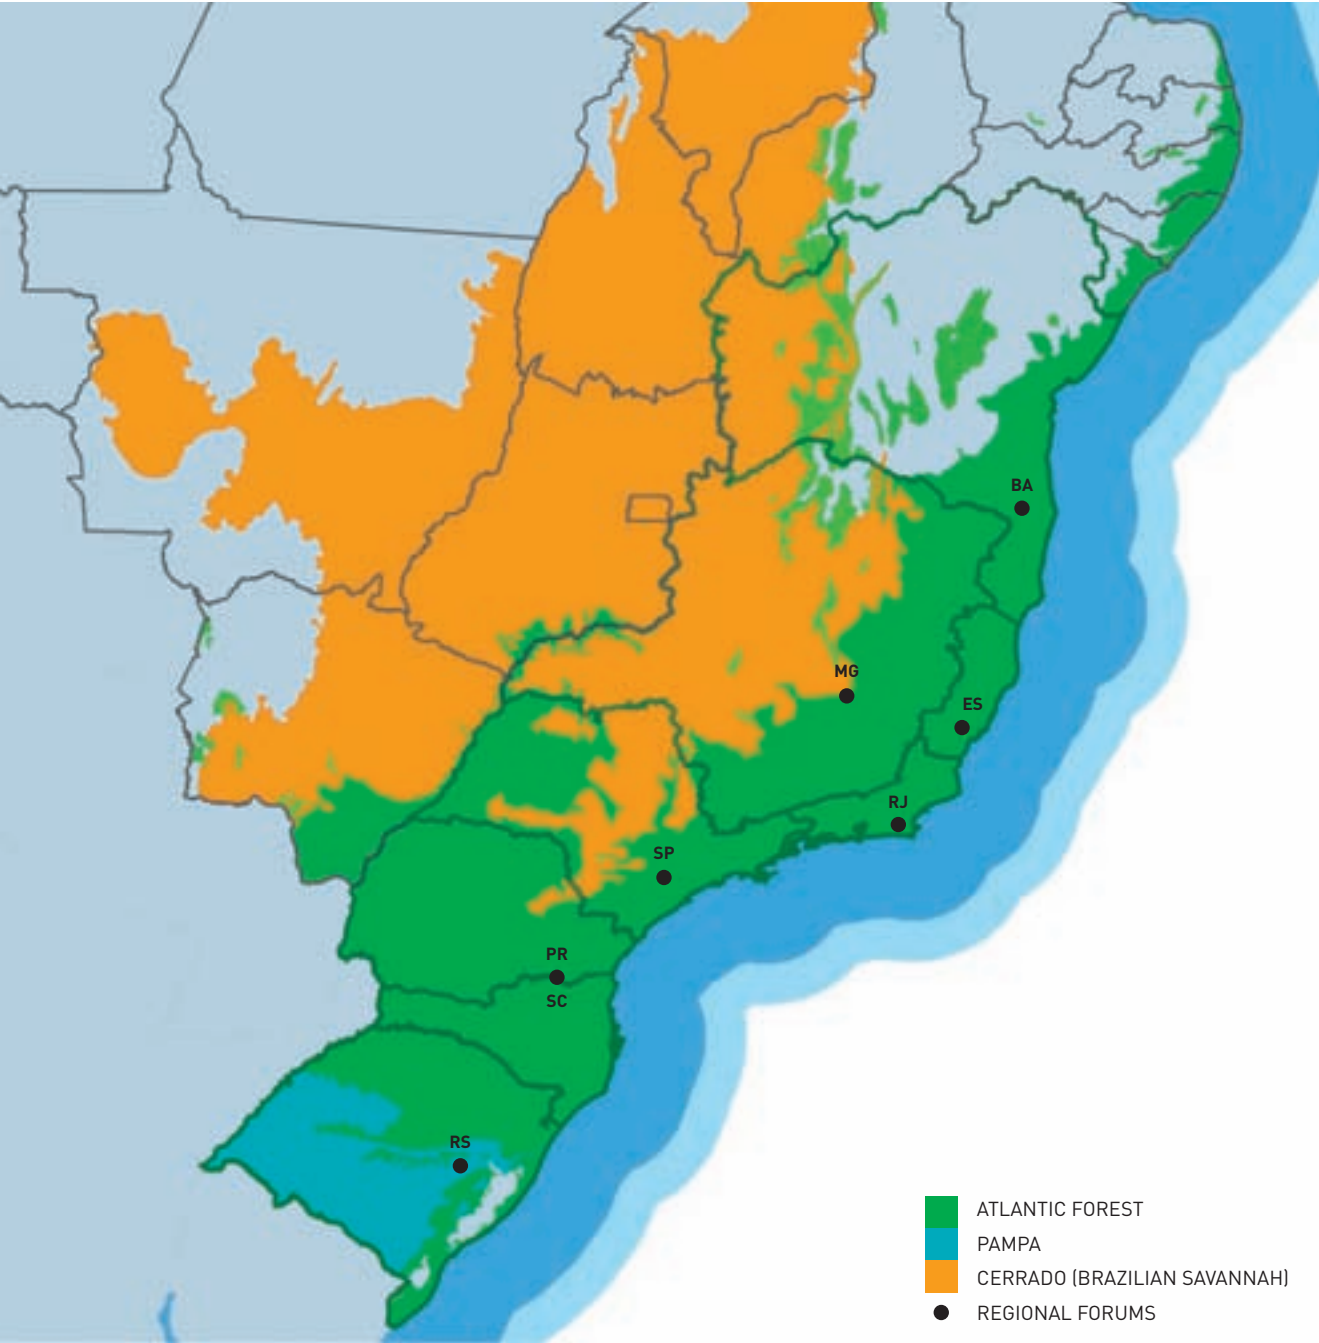 BA
MG
ES
RJ
SP
PR
SC
RS
ATLANTIC FOREST
PAMPA
CERRADO (BRAZILIAN SAVANNAH)
REGIONAL FORUMS